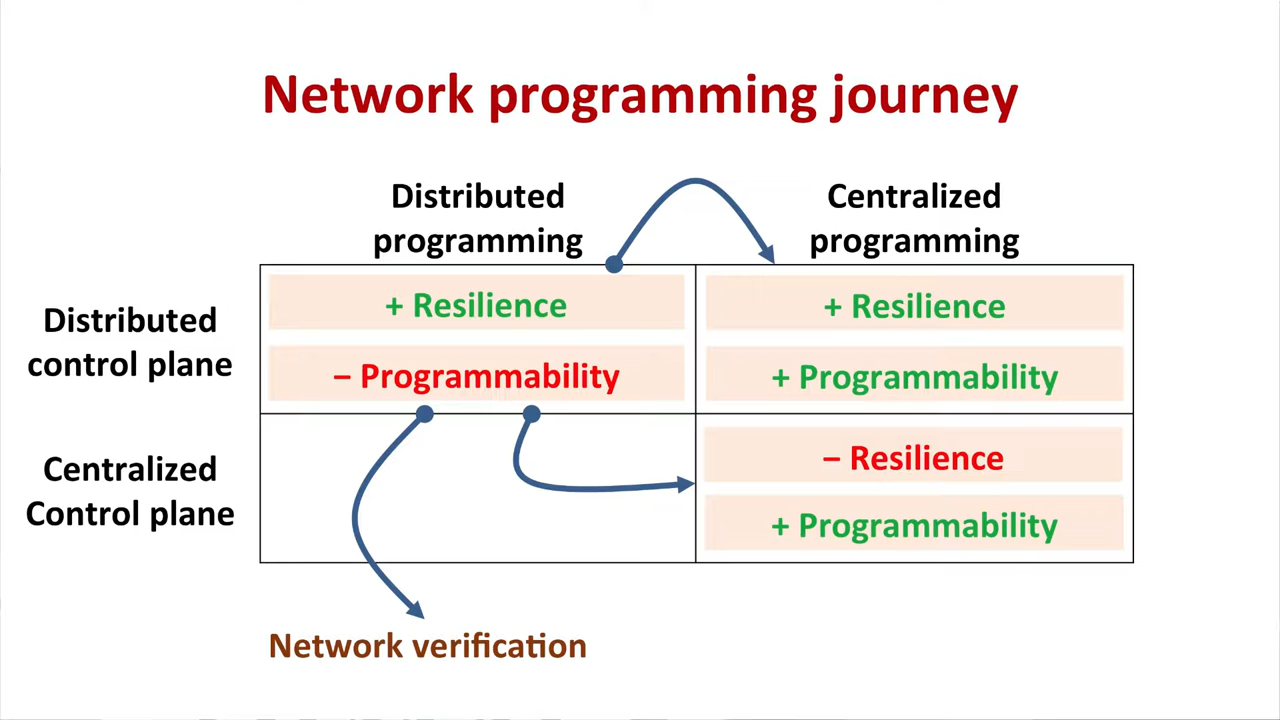 Network programming journey
Distributed
programming
Centralized
programming
Distributed
control plane
+ Resilience
− Programmability
+ Resilience
+ Programmability
Centralized
Control plane
− Resilience
+ Programmability
Network verification